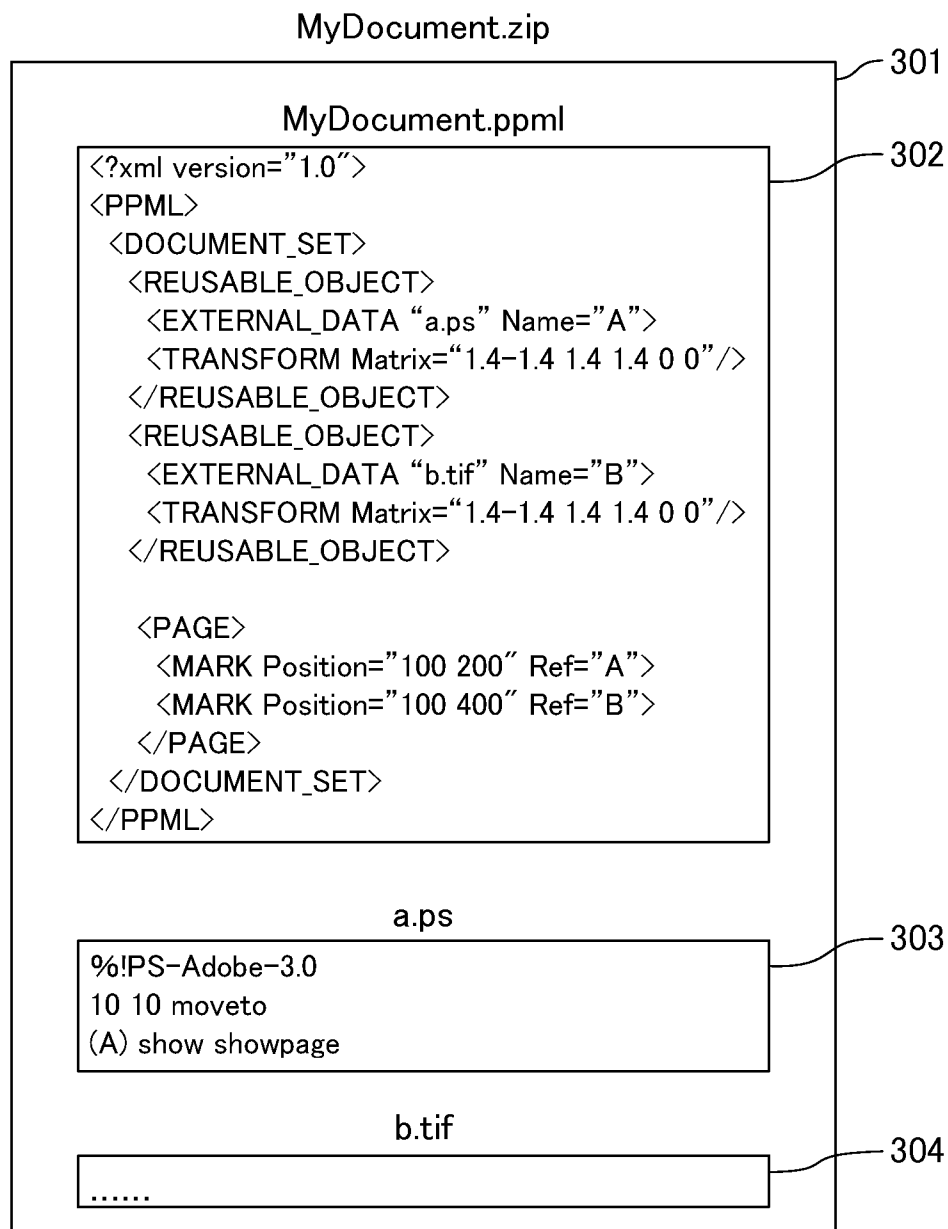 MyDocument.zip
301
MyDocument.ppml
302
<?xml version=”1.0″>
<PPML>
<DOCUMENT_SET>
<REUSABLE_OBJECT>
<EXTERNAL_DATA “a.ps” Name=”A”>
<TRANSFORM Matrix=“1.4-1.4 1.4 1.4 0 0”/>
</REUSABLE_OBJECT>
<REUSABLE_OBJECT>
<EXTERNAL_DATA “b.tif” Name=”B”>
<TRANSFORM Matrix=“1.4-1.4 1.4 1.4 0 0”/>
</REUSABLE_OBJECT>
<PAGE>
<MARK Position=”100 200″ Ref=”A”>
<MARK Position=”100 400″ Ref=”B”>
</PAGE>
</DOCUMENT_SET>
</PPML>
a.ps
303
%!PS-Adobe-3.0
10 10 moveto
(A) show showpage
b.tif
304
......